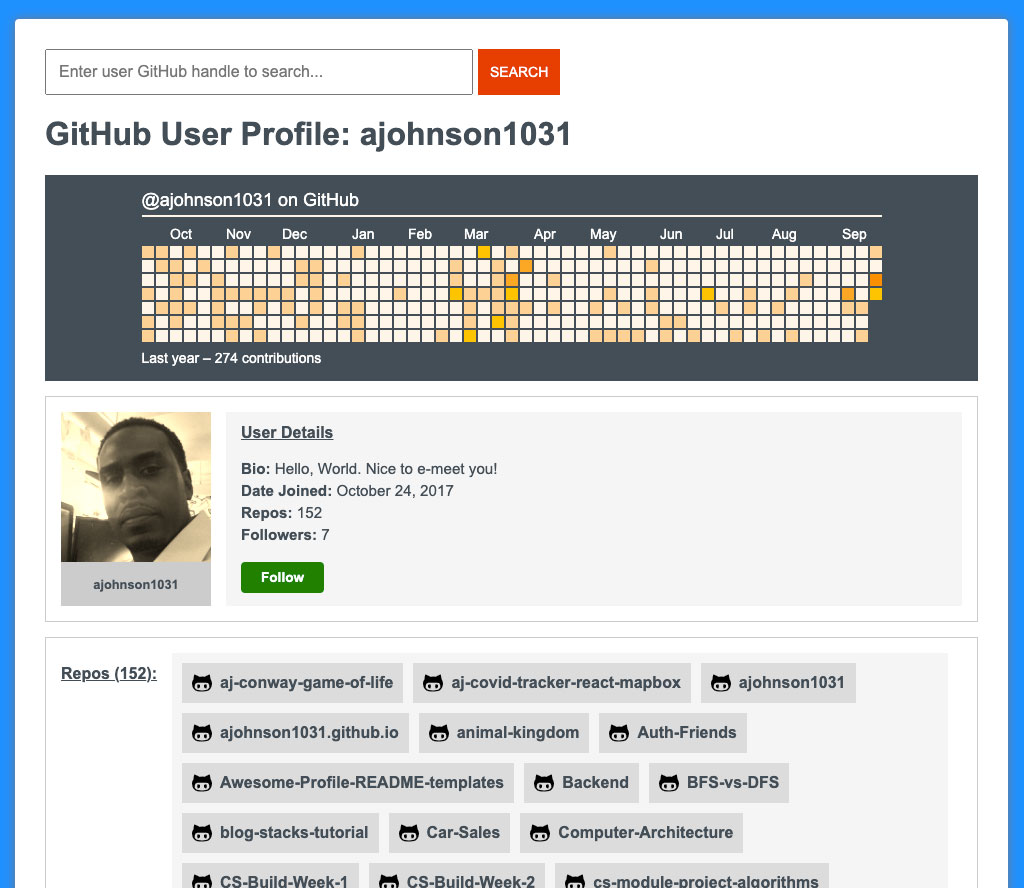 Enter user GitHub handle to search... SEARCH
GitHub User Profile: ajohnson1031
@ajohnson1031 on GitHub
Oct Nov Dec Jan Feb Mar Apr May Jun Jul Aug Sep
Last year – 274 contributions
User Details
Bio: Hello, World. Nice to e-meet you!
Date Joined: October 24, 2017
Repos: 152
Followers: 7
Follow
ajohnson1031
Repos (152):
aj-conway-game-of-life aj-covid-tracker-react-mapbox ajohnson1031
ajohnson1031.github.io animal-kingdom Auth-Friends
Awesome-Profile-README-templates Backend BFS-vs-DFS
blog-stacks-tutorial Car-Sales Computer-Architecture
CS-Build-Week-1 CS-Build-Week-2 cs-module-project-algorithms